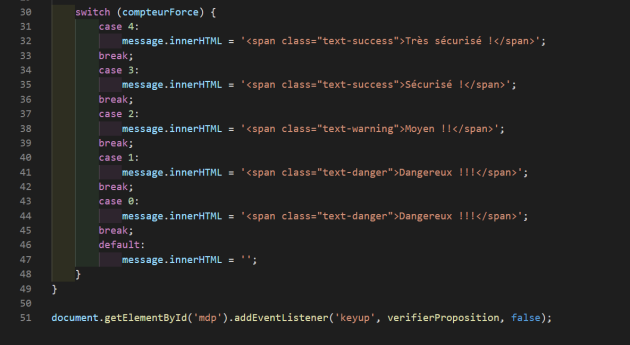 30 switch (compteurForce) {
31 case 4:
32 message.innerHTML = '<span class="text-success">Très sécurisé !</span>';
33 break;
34 case 3:
35 message.innerHTML = '<span class="text-success">Sécurisé !</span>';
36 break;
37 case 2:
38 message.innerHTML = '<span class="text-warning">Moyen !!</span>';
39 break;
40 case 1:
41 message.innerHTML = '<span class="text-danger">Dangereux !!!</span>';
42 break;
43 case 0:
44 message.innerHTML = '<span class="text-danger">Dangereux !!!</span>';
45 break;
46 default:
47 message.innerHTML = '';
48 }
49 }
50
51 document.getElementById('mdp').addEventListener('keyup', verifierProposition, false);